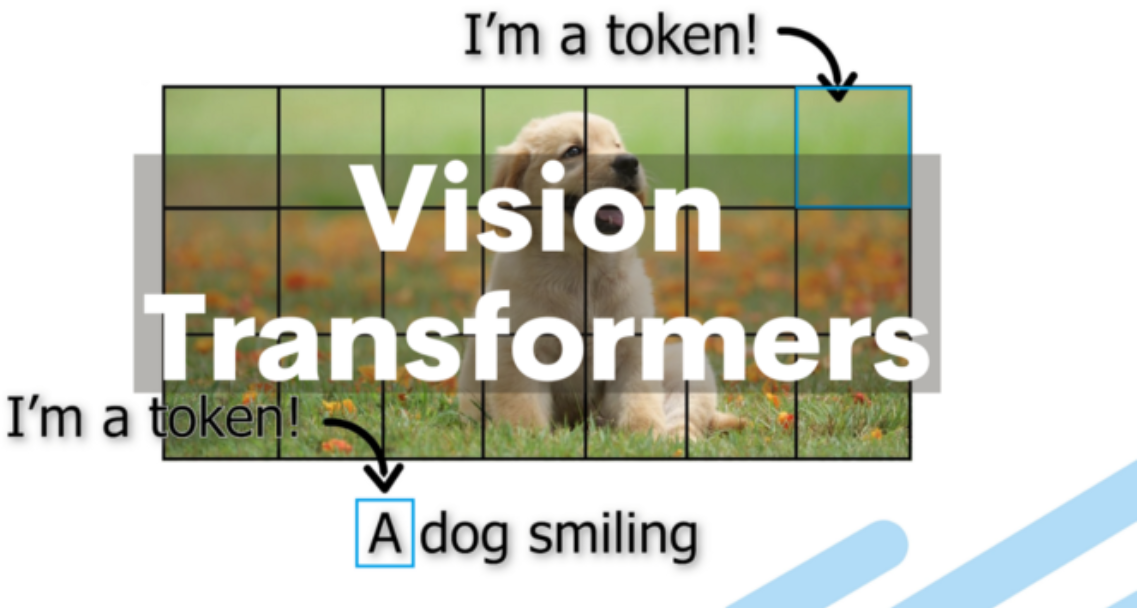 I'm a token!
Vision
Transformers
I'm a token!
A dog smiling